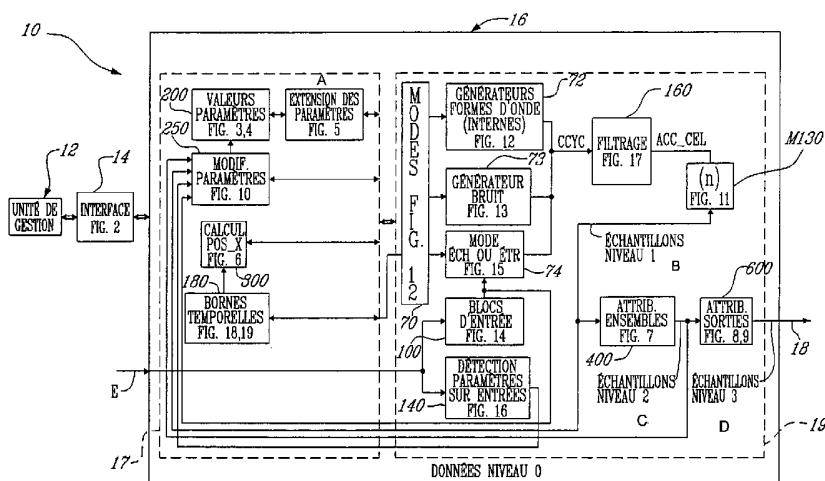 10
16
A
200
VALEURS
PARAMÈTRES
FIG. 3,4
EXTENSION DES
PARAMÈTRES
FIG. 5
250
MODIF.
PARAMÈTRES
FIG. 10
12
UNITÉ DE
GESTION
14
INTERFACE
FIG. 2
CALCUL
POS_X
FIG. 6
300
180
BORNES
TEMPORELLES
FIG. 18,19
E
17
MODES FIG. 12
70
GÉNÉRATEURS
FORMES D'ONDE
(INTERNES)
FIG. 12
72
73
GÉNÉRATEUR
BRUIT
FIG. 13
MODE
ÉCH OU ÉTR
FIG. 15
74
BLOCS
D'ENTRÉE
FIG. 14
100
DÉTECTION
PARAMÈTRES
SUR ENTRÉES
FIG. 16
140
CCYC
160
FILTRAGE
FIG. 17
ACC_CEL
M130
(n)
FIG. 11
ÉCHANTILLONS
NIVEAU 1
B
ATTRIB.
ENSEMBLES
FIG. 7
400
600
ATTRIB.
SORTIES
FIG. 8,9
18
ÉCHANTILLONS
NIVEAU 2
ÉCHANTILLONS
NIVEAU 3
C
D
19
DONNÉES NIVEAU 0